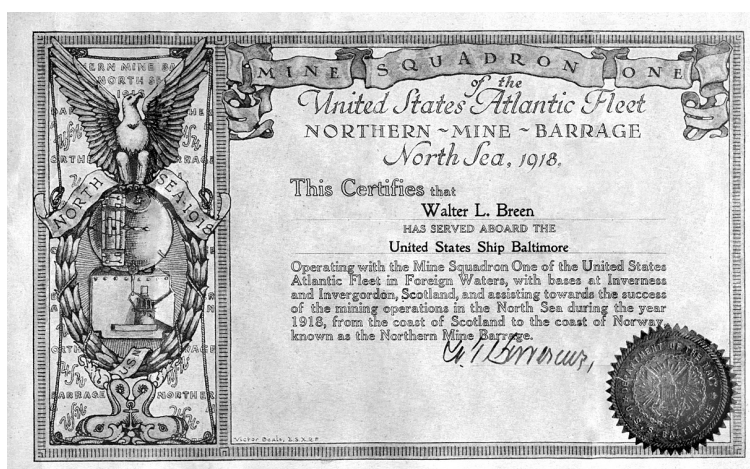 MINE SQUADRON ONE
of the
United States Atlantic Fleet
NORTHERN ~ MINE ~ BARRAGE
North Sea, 1918.
This Certifies that
Walter L. Breen
HAS SERVED ABOARD THE
United States Ship Baltimore
Operating with the Mine Squadron One of the United States
Atlantic Fleet in Foreign Waters, with bases at Inverness
and Invergordon, Scotland, and assisting towards the success
of the mining operations in the North Sea during the year
1918, from the coast of Scotland to the coast of Norway,
known as the Northern Mine Barrage.
NORTH SEA 1918
USN
BARRAGE
NORTHER
Victor Beals,